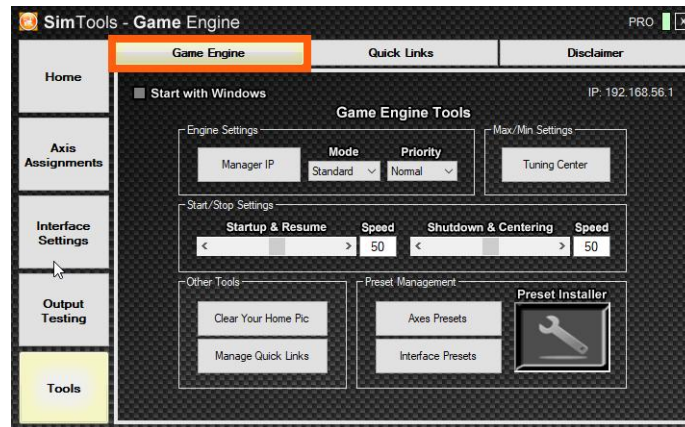 SimTools - Game Engine
PRO
Game Engine
Quick Links
Disclaimer
Home
Axis
Assignments
Interface
Settings
Output
Testing
Tools
Start with Windows
IP: 192.168.56.1
Game Engine Tools
Engine Settings
Manager IP
Mode
Standard
Priority
Normal
Max/Min Settings
Tuning Center
Start/Stop Settings
Startup & Resume
Speed
50
Shutdown & Centering
Speed
50
Other Tools
Clear Your Home Pic
Manage Quick Links
Preset Management
Axes Presets
Interface Presets
Preset Installer